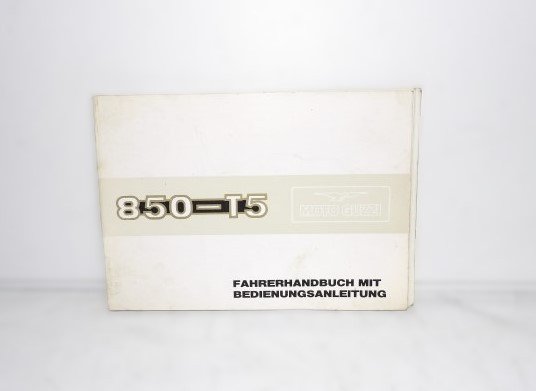 850-T5
MOTO GUZZI
FAHRERHANDBUCH MIT
BEDIENUNGSANLEITUNG